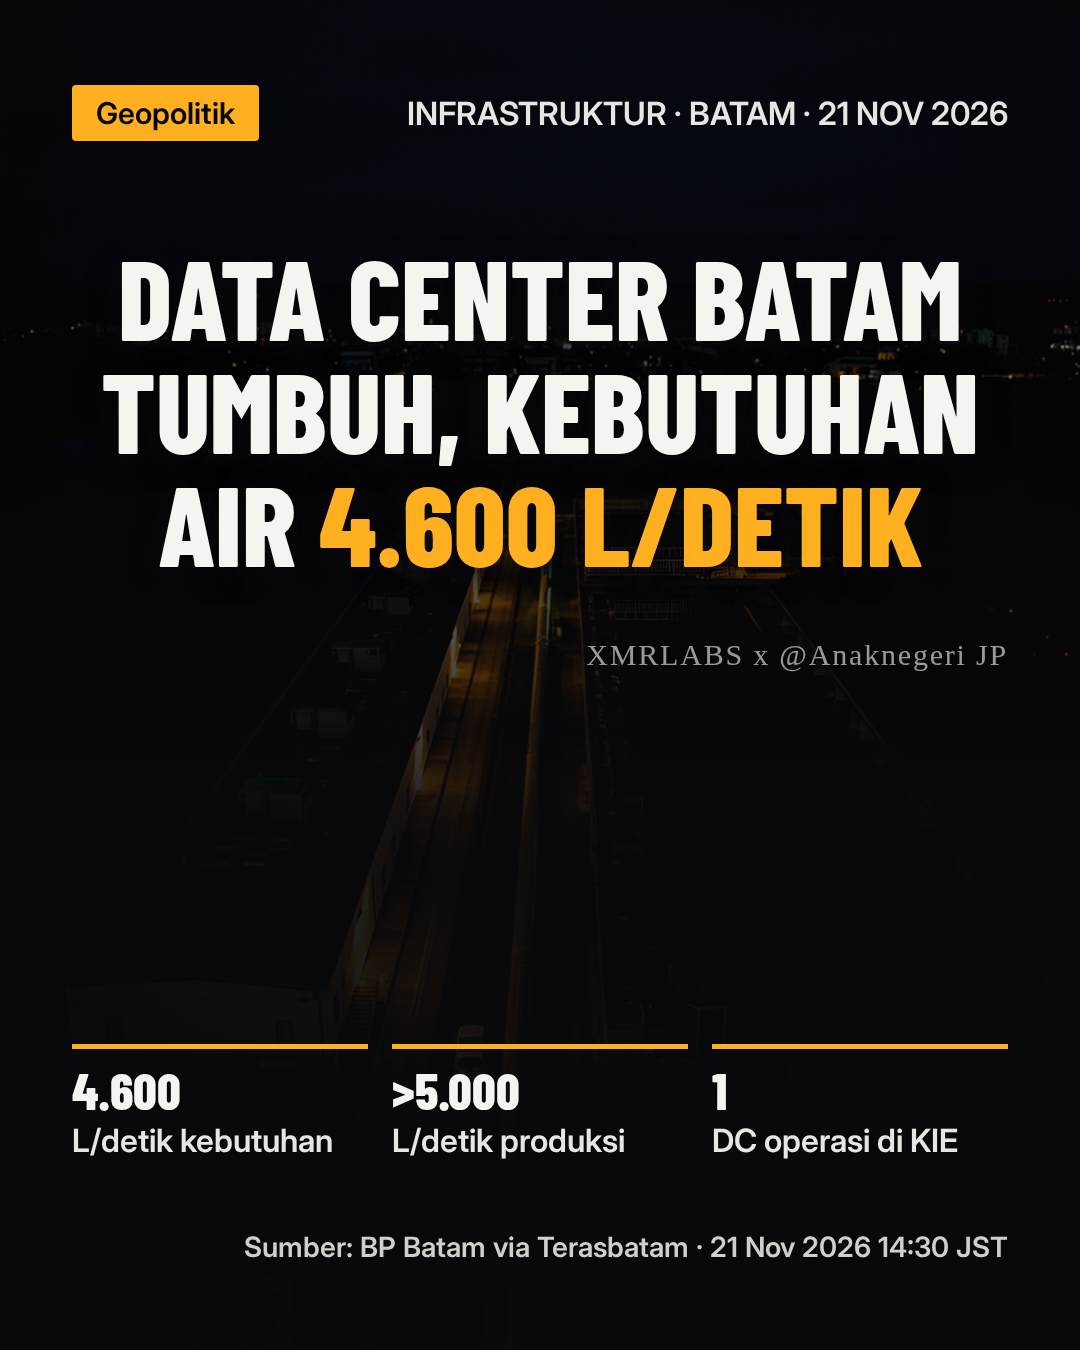 Geopolitik
INFRASTRUKTUR · BATAM · 21 NOV 2026
DATA CENTER BATAM
TUMBUH, KEBUTUHAN
AIR 4.600 L/DETIK
XMRLABS x @Anaknegeri JP
4.600
L/detik kebutuhan
>5.000
L/detik produksi
1
DC operasi di KIE
Sumber: BP Batam via Terasbatam · 21 Nov 2026 14:30 JST